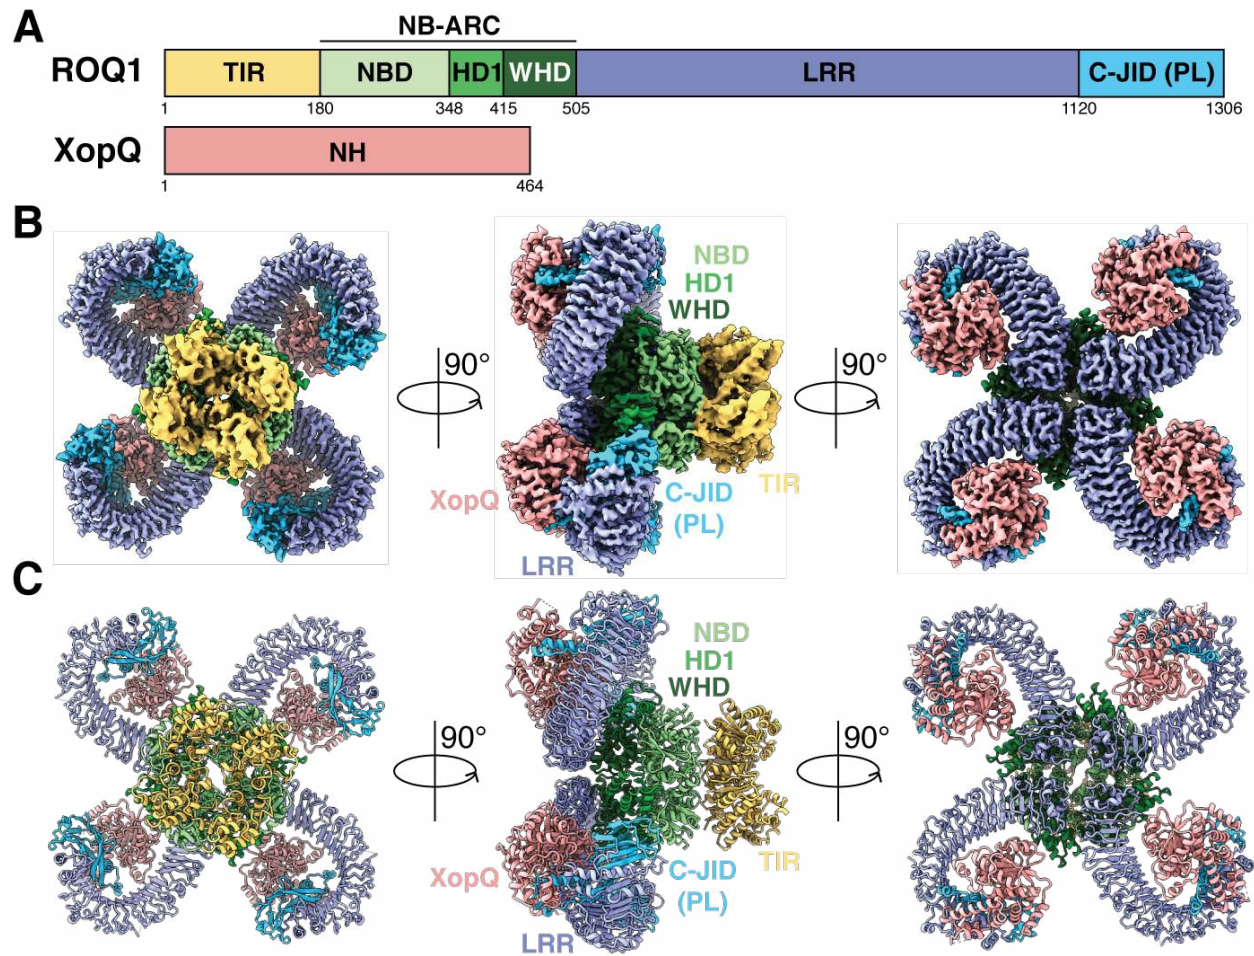 A
NB-ARC
ROQ1 TIR NBD HD1 WHD LRR C-JID (PL)
1 180 348 415 505 1120 1306
XopQ NH
1 464
B
NBD
HD1
WHD
90° 90°
XopQ C-JID TIR
(PL)
LRR
C
NBD
HD1
WHD
90° 90°
XopQ C-JID TIR
(PL)
LRR